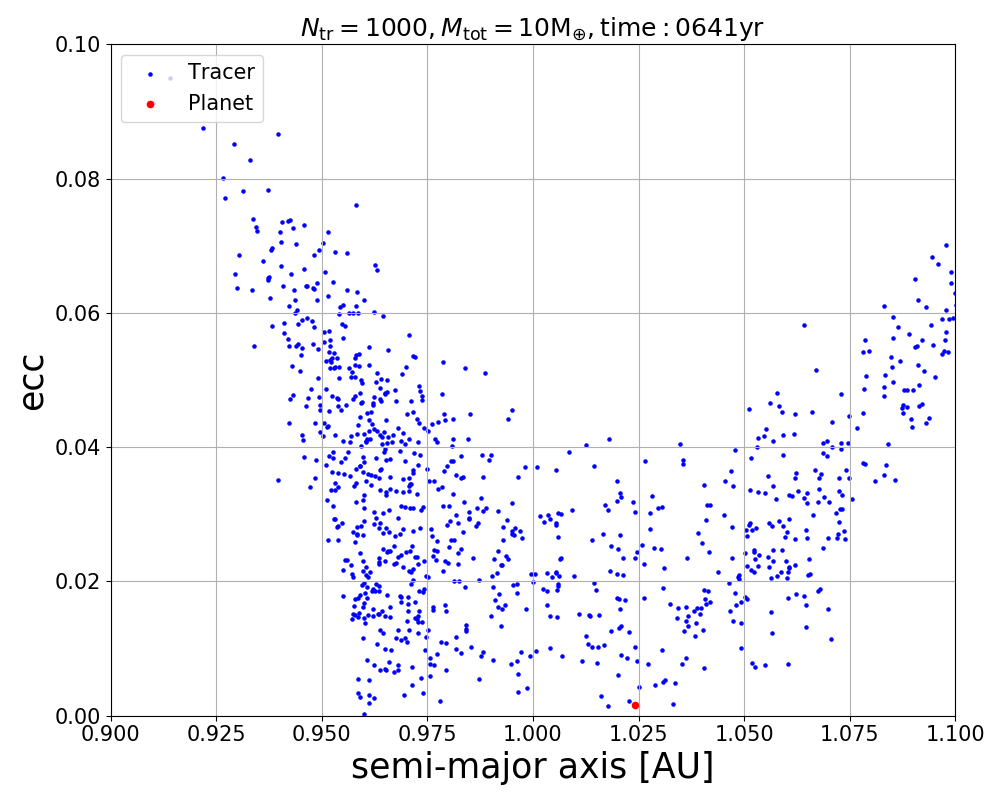 N_tr = 1000, M_tot = 10M_⊕, time : 0641yr
Tracer
Planet
0.10
0.08
0.06
0.04
0.02
0.00
ecc
0.900 0.925 0.950 0.975 1.000 1.025 1.050 1.075 1.100
semi-major axis [AU]